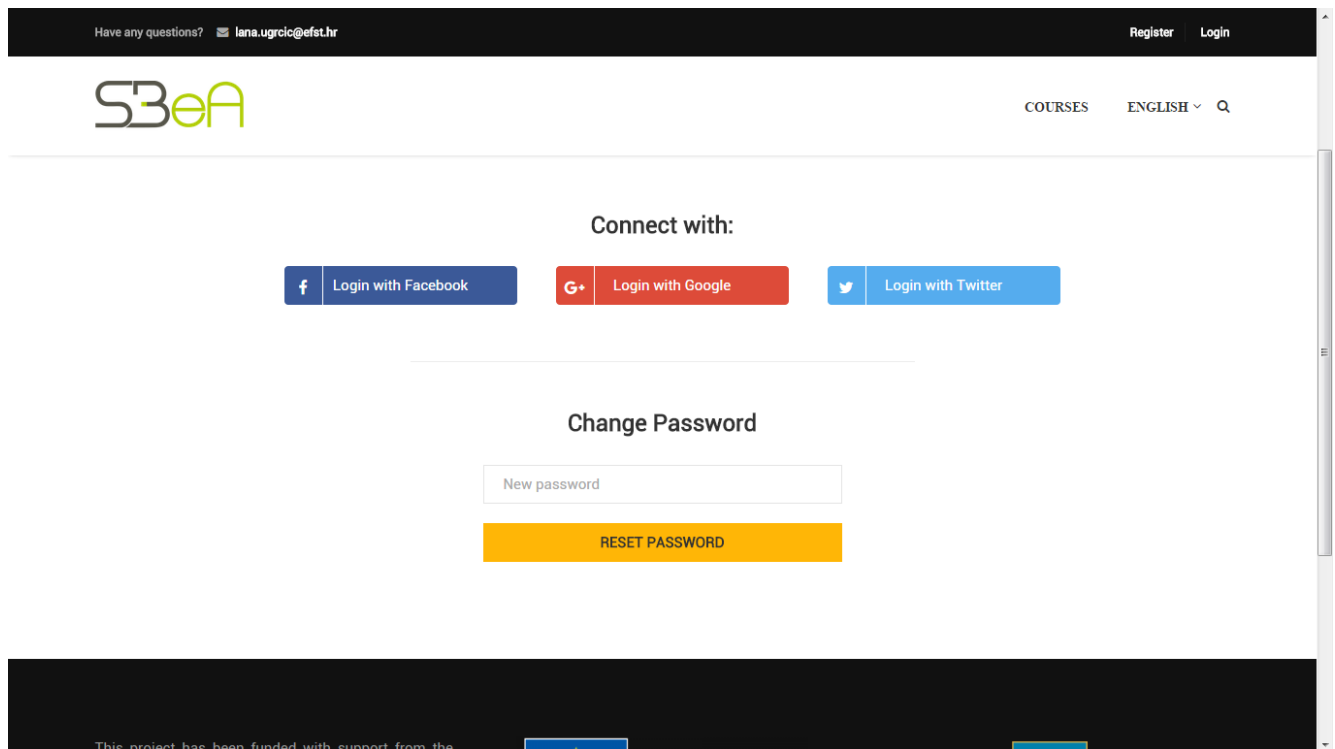 Have any questions? lana.ugrcic@efst.hr Register Login
S3eA COURSES ENGLISH
Connect with:
Login with Facebook Login with Google Login with Twitter
Change Password
New password
RESET PASSWORD
This project has been funded with support from the